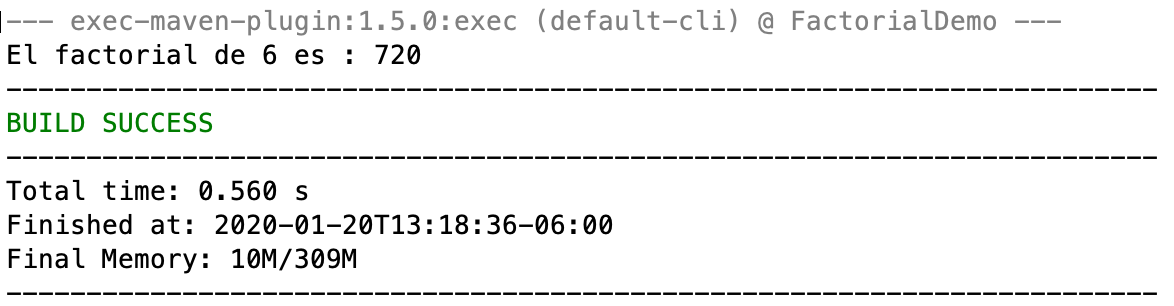 --- exec-maven-plugin:1.5.0:exec (default-cli) @ FactorialDemo ---
El factorial de 6 es : 720
------------------------------------------------------------------------
BUILD SUCCESS
------------------------------------------------------------------------
Total time: 0.560 s
Finished at: 2020-01-20T13:18:36-06:00
Final Memory: 10M/309M
------------------------------------------------------------------------